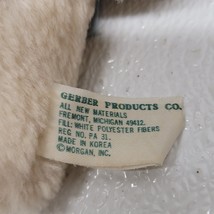 GERBER PRODUCTS CO.
ALL NEW MATERIALS
FREMONT, MICHIGAN 49412.
FILL: WHITE POLYESTER FIBERS
REG. NO. PA 31.
MADE IN KOREA
©MORGAN, INC.